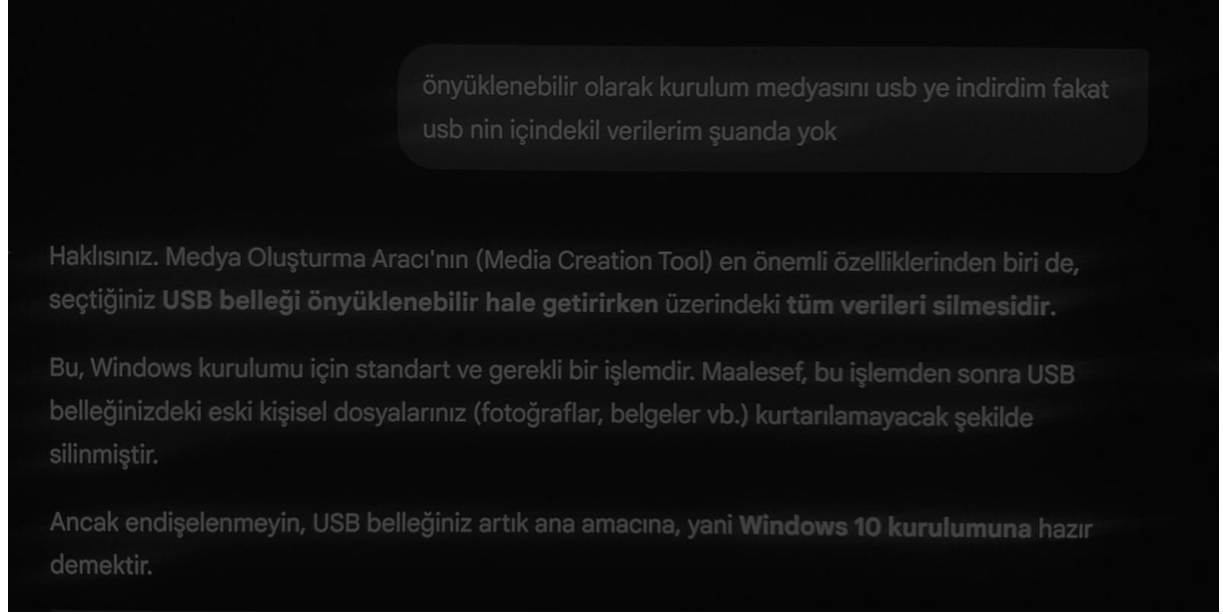 önyüklenebilir olarak kurulum medyasını usb ye indirdim fakat
usb nin içindekil verilerim şuanda yok
Haklısınız. Medya Oluşturma Aracı'nın (Media Creation Tool) en önemli özelliklerinden biri de,
seçtiğiniz USB belleği önyüklenebilir hale getirirken üzerindeki tüm verileri silmesidir.
Bu, Windows kurulumu için standart ve gerekli bir işlemdir. Maalesef, bu işlemden sonra USB
belleğinizdeki eski kişisel dosyalarınız (fotoğraflar, belgeler vb.) kurtarılamayacak şekilde
silinmiştir.
Ancak endişelenmeyin, USB belleğiniz artık ana amacına, yani Windows 10 kurulumuna hazır
demektir.